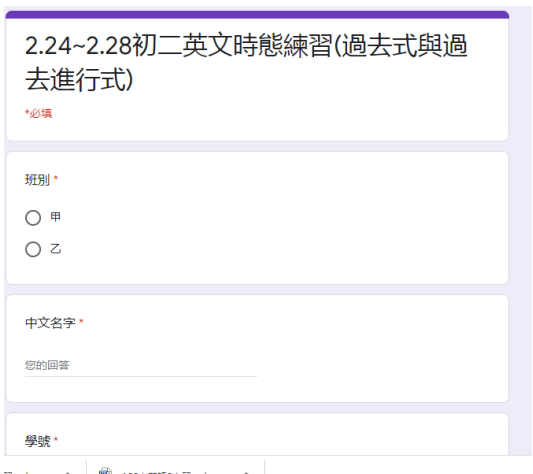 2.24~2.28初二英文時態練習(過去式與過
去進行式)
*必填
班別 *
甲
乙
中文名字 *
您的回答
學號 *